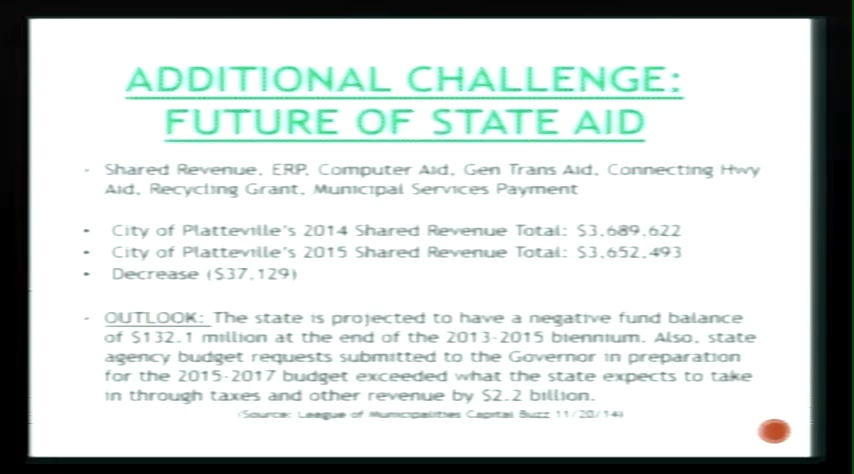 ADDITIONAL CHALLENGE:
FUTURE OF STATE AID
- Shared Revenue, ERP, Computer Aid, Gen Trans Aid, Connecting Hwy
Aid, Recycling Grant, Municipal Services Payment
• City of Platteville's 2014 Shared Revenue Total: $3,689,622
• City of Platteville's 2015 Shared Revenue Total: $3,652,493
• Decrease ($37,129)
- OUTLOOK: The state is projected to have a negative fund balance
of $132.1 million at the end of the 2013-2015 biennium. Also, state
agency budget requests submitted to the Governor in preparation
for the 2015-2017 budget exceeded what the state expects to take
in through taxes and other revenue by $2.2 billion.
(Source: League of Municipalities Capital Buzz 11/20/14)